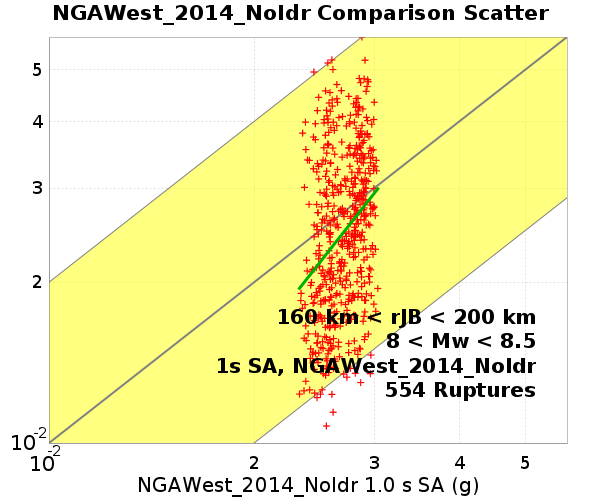 NGAWest_2014_NoIdr Comparison Scatter
5
4
3
2
10-2
10-2
2
3
4
5
160 km < rJB < 200 km
8 < Mw < 8.5
1s SA, NGAWest_2014_NoIdr
554 Ruptures
NGAWest_2014_NoIdr 1.0 s SA (g)